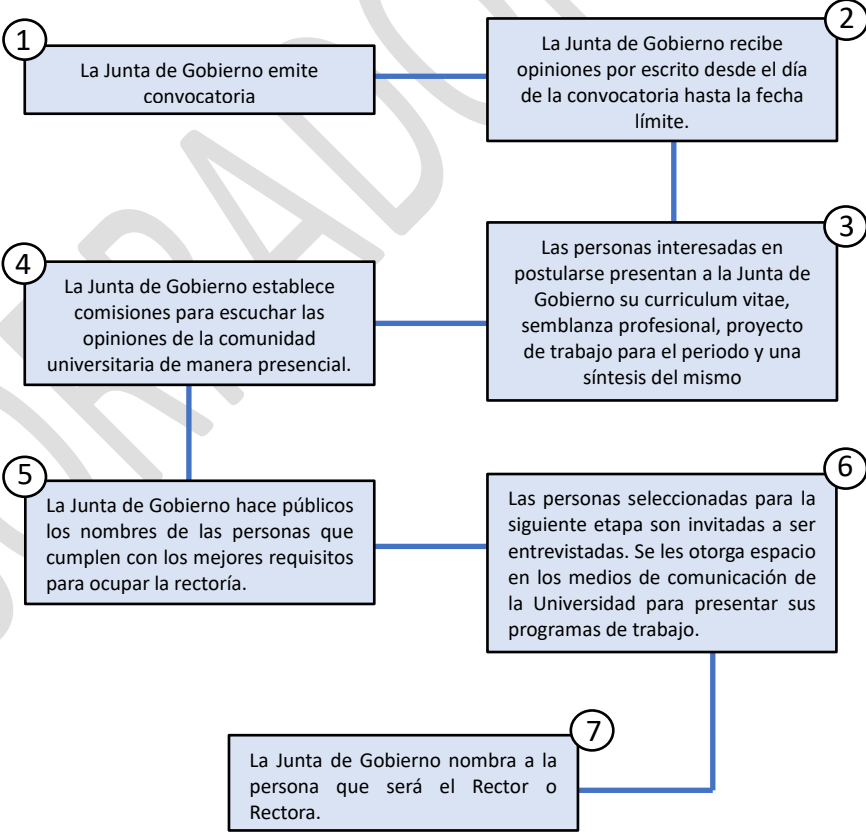 1
La Junta de Gobierno emite
convocatoria
2
La Junta de Gobierno recibe
opiniones por escrito desde el día
de la convocatoria hasta la fecha
límite.
3
Las personas interesadas en
postularse presentan a la Junta de
Gobierno su curriculum vitae,
semblanza profesional, proyecto
de trabajo para el periodo y una
síntesis del mismo
4
La Junta de Gobierno establece
comisiones para escuchar las
opiniones de la comunidad
universitaria de manera presencial.
5
La Junta de Gobierno hace públicos
los nombres de las personas que
cumplen con los mejores requisitos
para ocupar la rectoría.
6
Las personas seleccionadas para la
siguiente etapa son invitadas a ser
entrevistadas. Se les otorga espacio
en los medios de comunicación de
la Universidad para presentar sus
programas de trabajo.
7
La Junta de Gobierno nombra a la
persona que será el Rector o
Rectora.